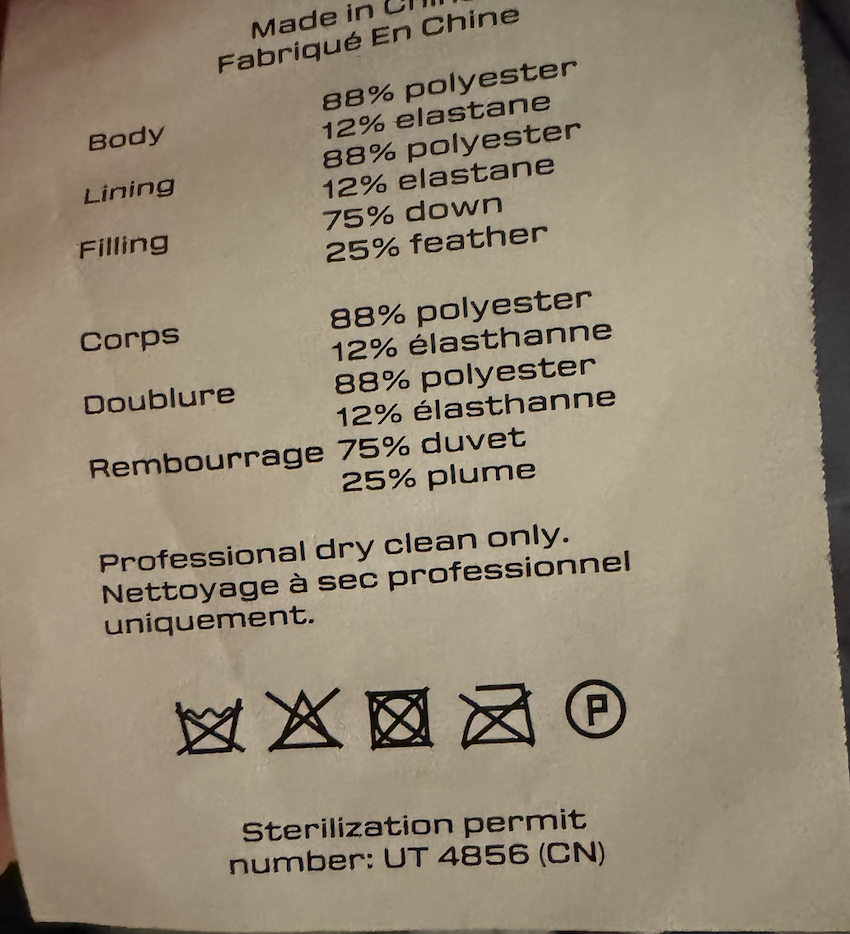 Made in China
Fabriqué En Chine
88% polyester
Body 12% elastane
88% polyester
Lining 12% elastane
75% down
Filling 25% feather
88% polyester
Corps 12% élasthanne
88% polyester
Doublure 12% élasthanne
Rembourrage 75% duvet
25% plume
Professional dry clean only.
Nettoyage à sec professionnel
uniquement.
P
Sterilization permit
number: UT 4856 (CN)